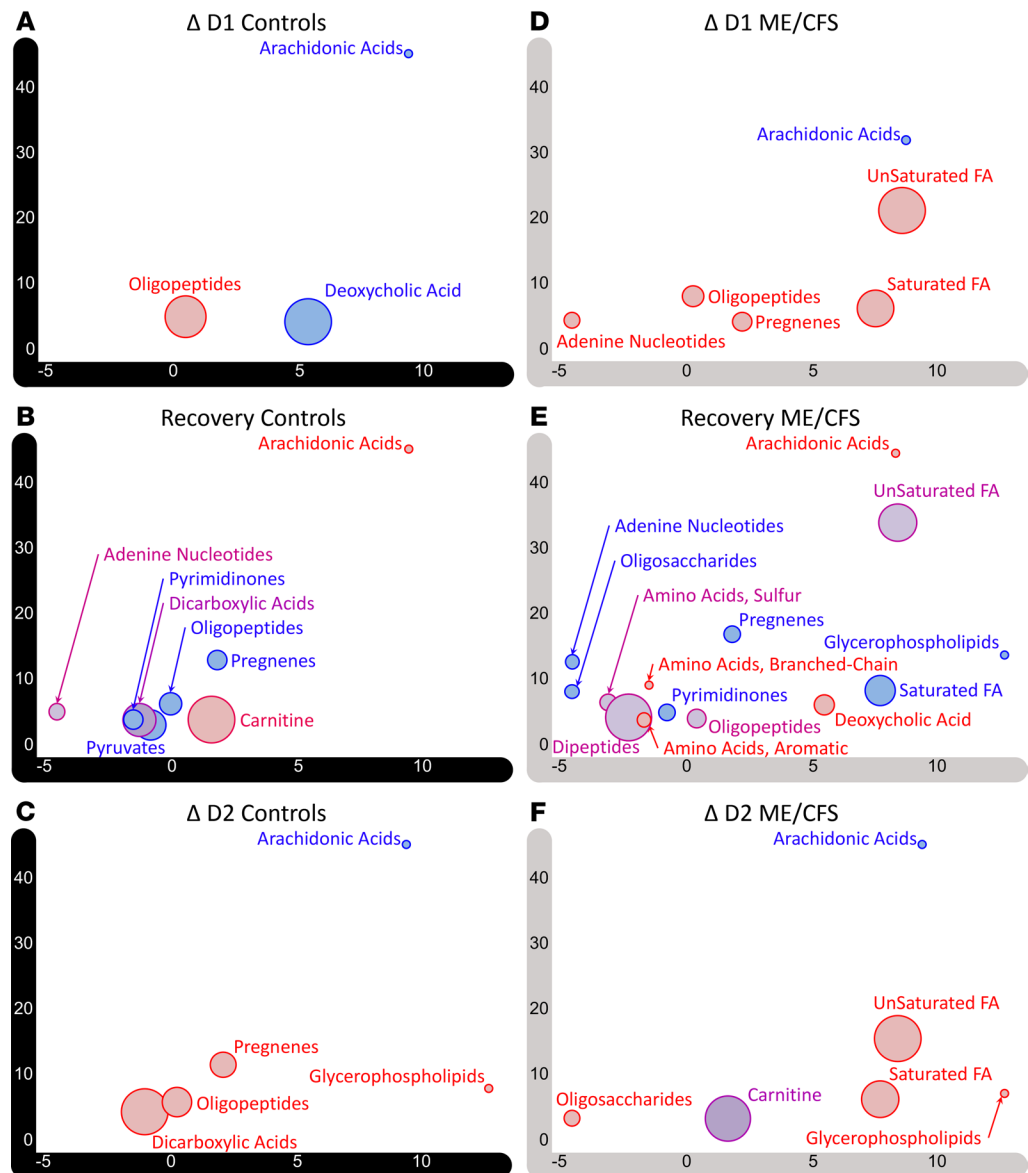 A
Δ D1 Controls
Arachidonic Acids
40
30
20
10
0
Oligopeptides
Deoxycholic Acid
-5
0
5
10
D
Δ D1 ME/CFS
40
30
20
10
0
Arachidonic Acids
UnSaturated FA
Oligopeptides
Saturated FA
Pregnenes
Adenine Nucleotides
-5
0
5
10
B
Recovery Controls
Arachidonic Acids
40
30
20
10
0
Adenine Nucleotides
Pyrimidinones
Dicarboxylic Acids
Oligopeptides
Pregnenes
Carnitine
Pyruvates
-5
0
5
10
E
Recovery ME/CFS
Arachidonic Acids
40
30
20
10
0
UnSaturated FA
Adenine Nucleotides
Oligosaccharides
Amino Acids, Sulfur
Pregnenes
Glycerophospholipids
Amino Acids, Branched-Chain
Pyrimidinones
Saturated FA
Deoxycholic Acid
Oligopeptides
Dipeptides
Amino Acids, Aromatic
-5
0
5
10
C
Δ D2 Controls
Arachidonic Acids
40
30
20
10
0
Pregnenes
Glycerophospholipids
Oligopeptides
Dicarboxylic Acids
-5
0
5
10
F
Δ D2 ME/CFS
Arachidonic Acids
40
30
20
10
0
UnSaturated FA
Saturated FA
Oligosaccharides
Carnitine
Glycerophospholipids
-5
0
5
10